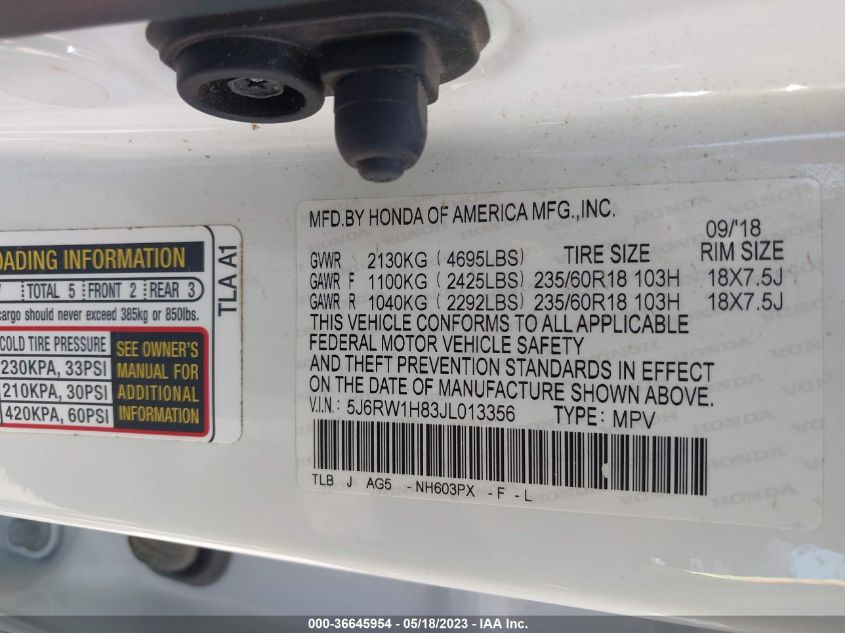 OADING INFORMATION
TOTAL 5 FRONT 2 REAR 3
cargo should never exceed 385kg or 850lbs.
COLD TIRE PRESSURE
230KPA, 33PSI
210KPA, 30PSI
420KPA, 60PSI
SEE OWNER'S
MANUAL FOR
ADDITIONAL
INFORMATION
TLA A1
MFD.BY HONDA OF AMERICA MFG.,INC.
09/'18
GVWR 2130KG (4695LBS) TIRE SIZE RIM SIZE
GAWR F 1100KG (2425LBS) 235/60R18 103H 18X7.5J
GAWR R 1040KG (2292LBS) 235/60R18 103H 18X7.5J
THIS VEHICLE CONFORMS TO ALL APPLICABLE
FEDERAL MOTOR VEHICLE SAFETY
AND THEFT PREVENTION STANDARDS IN EFFECT
ON THE DATE OF MANUFACTURE SHOWN ABOVE.
V.I.N.: 5J6RW1H83JL013356 TYPE: MPV
TLB J AG5 -NH603PX -F -L
000-36645954 / 05/18/2023 - IAA Inc.